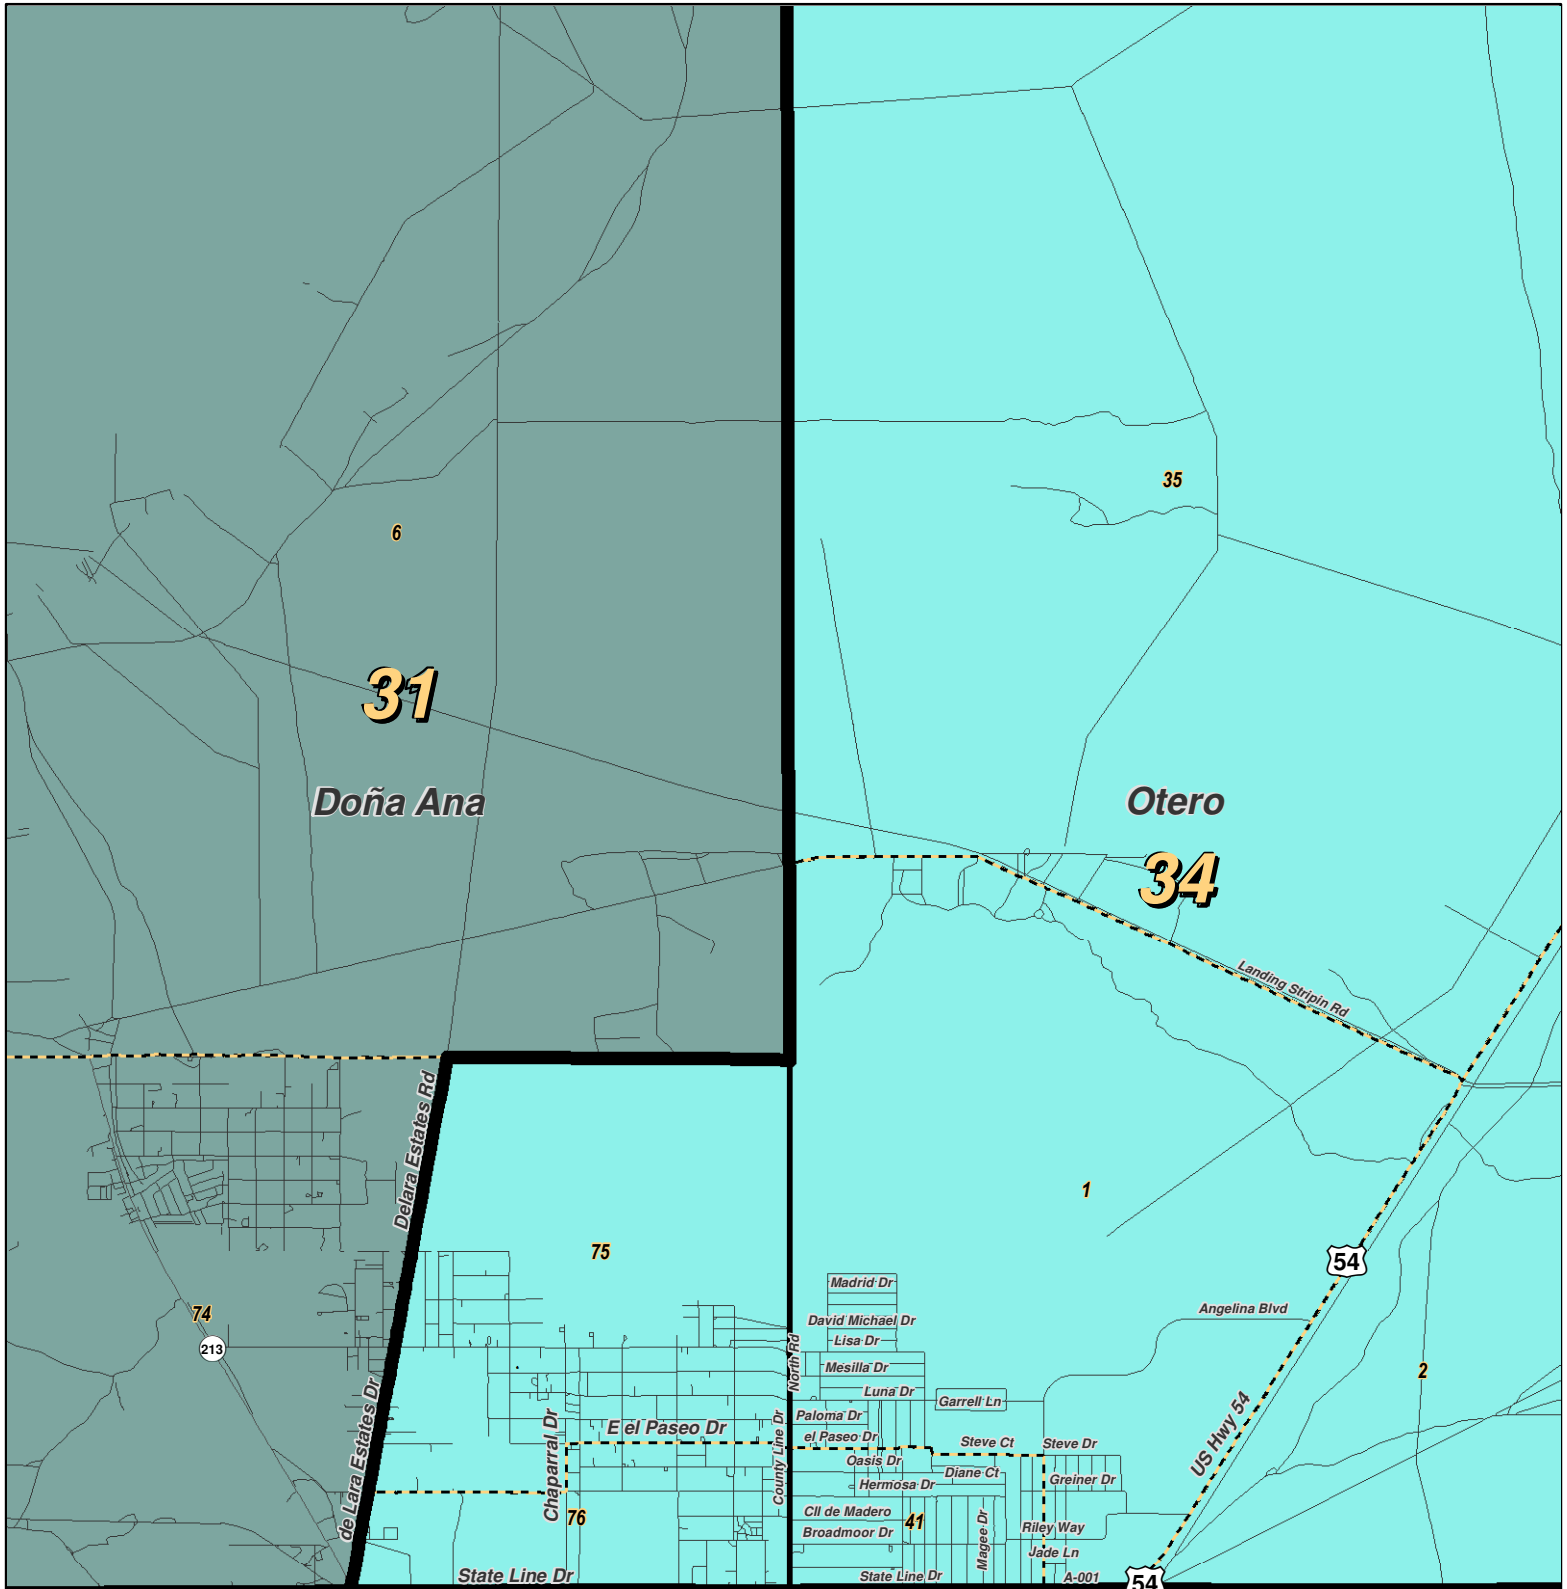 35
6
31
Doña Ana
Otero
34
Landing Stripin Rd
Delara Estates Rd
1
75
54
Madrid Dr
Angelina Blvd
74
David Michael Dr
213
Lisa Dr
North Rd
Mesilla Dr
2
Luna Dr
Garrell Ln
de Lara Estates Dr
Chaparral Dr
Paloma Dr
E el Paseo Dr
County Line Dr
el Paseo Dr
US Hwy 54
Steve Ct
Steve Dr
Oasis Dr
Diane Ct
Hermosa Dr
Greiner Dr
76
Cll de Madero
41
Broadmoor Dr
Magee Dr
Riley Way
Jade Ln
State Line Dr
State Line Dr
A-001
54